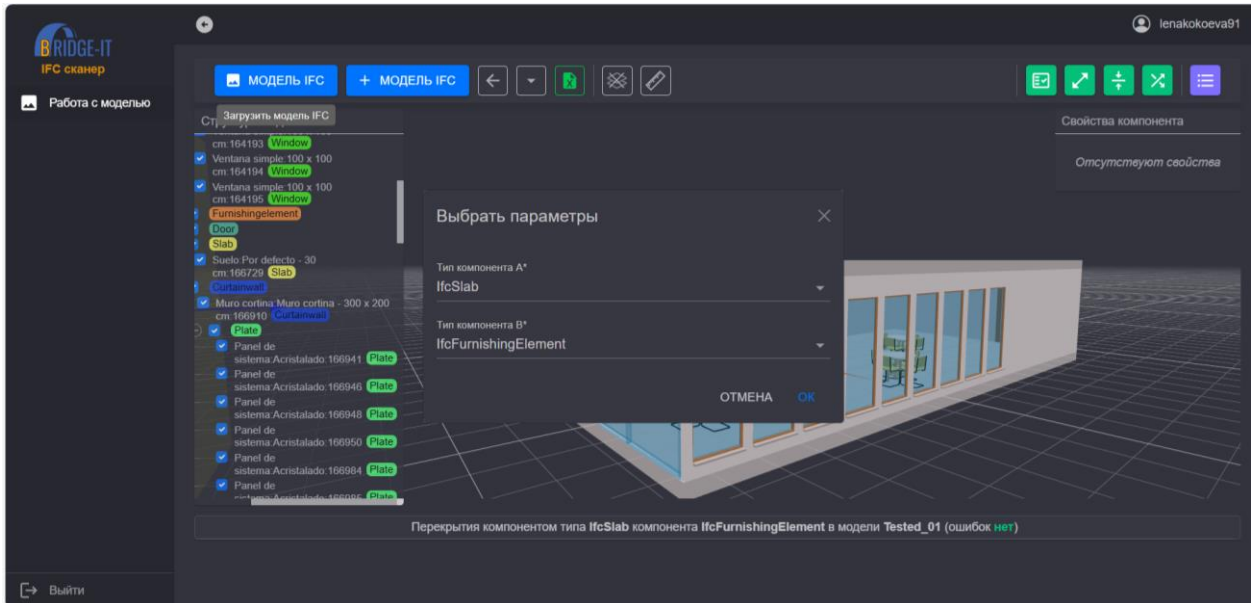 BRIDGE-IT
IFC сканер
lenakokoeva91
Работа с моделью
МОДЕЛЬ IFC
+ МОДЕЛЬ IFC
Загрузить модель IFC
cm:164193 Window
Ventana simple:100 x 100
cm:164194 Window
Ventana simple:100 x 100
cm:164195 Window
Furnishingelement
Door
Slab
Suelo:Por defecto - 30
cm:166729 Slab
Curtainwall
Muro cortina:Muro cortina - 300 x 200
cm:166910 Curtainwall
Plate
Panel de
sistema:Acristalado:166941 Plate
Panel de
sistema:Acristalado:166946 Plate
Panel de
sistema:Acristalado:166948 Plate
Panel de
sistema:Acristalado:166950 Plate
Panel de
sistema:Acristalado:166984 Plate
Panel de
Свойства компонента
Отсутствуют свойства
Выбрать параметры
Тип компонента A*
IfcSlab
Тип компонента B*
IfcFurnishingElement
ОТМЕНА ОК
Перекрытия компонентом типа IfcSlab компонента IfcFurnishingElement в модели Tested_01 (ошибок нет)
Выйти